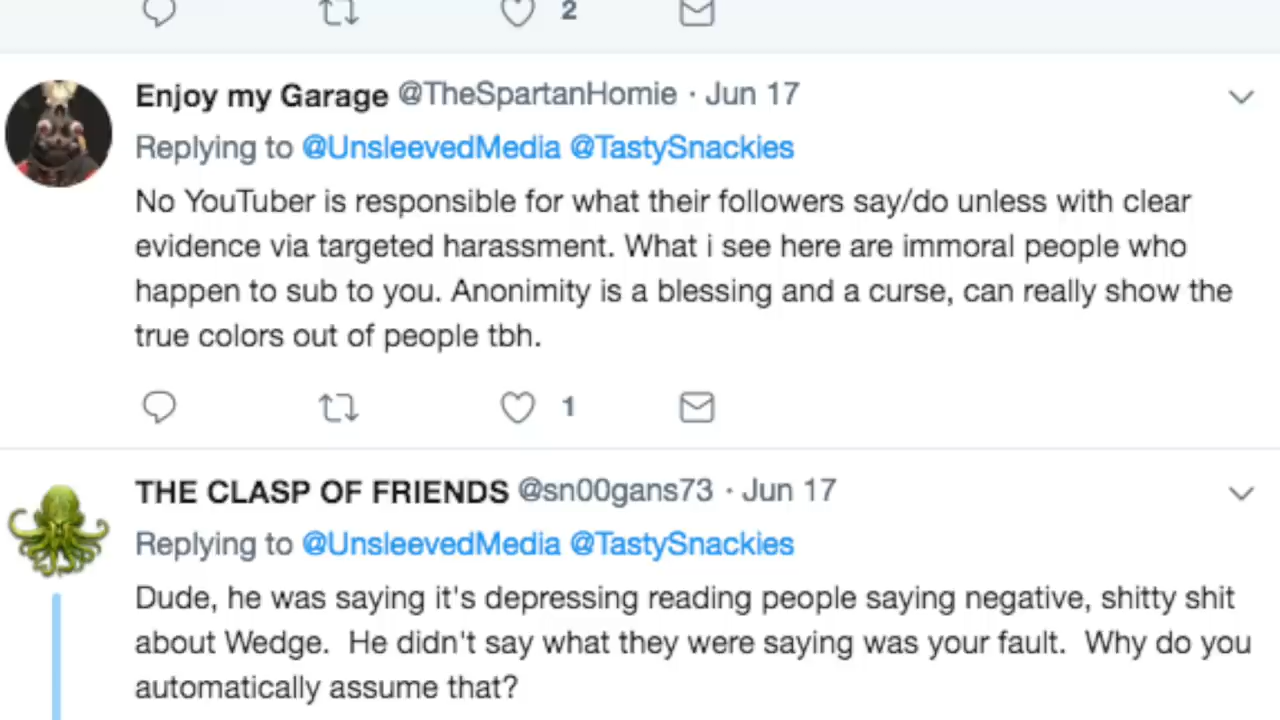 2
Enjoy my Garage @TheSpartanHomie · Jun 17
Replying to @UnsleevedMedia @TastySnackies
No YouTuber is responsible for what their followers say/do unless with clear
evidence via targeted harassment. What i see here are immoral people who
happen to sub to you. Anonimity is a blessing and a curse, can really show the
true colors out of people tbh.
1
THE CLASP OF FRIENDS @sn00gans73 · Jun 17
Replying to @UnsleevedMedia @TastySnackies
Dude, he was saying it's depressing reading people saying negative, shitty shit
about Wedge.  He didn't say what they were saying was your fault.  Why do you
automatically assume that?